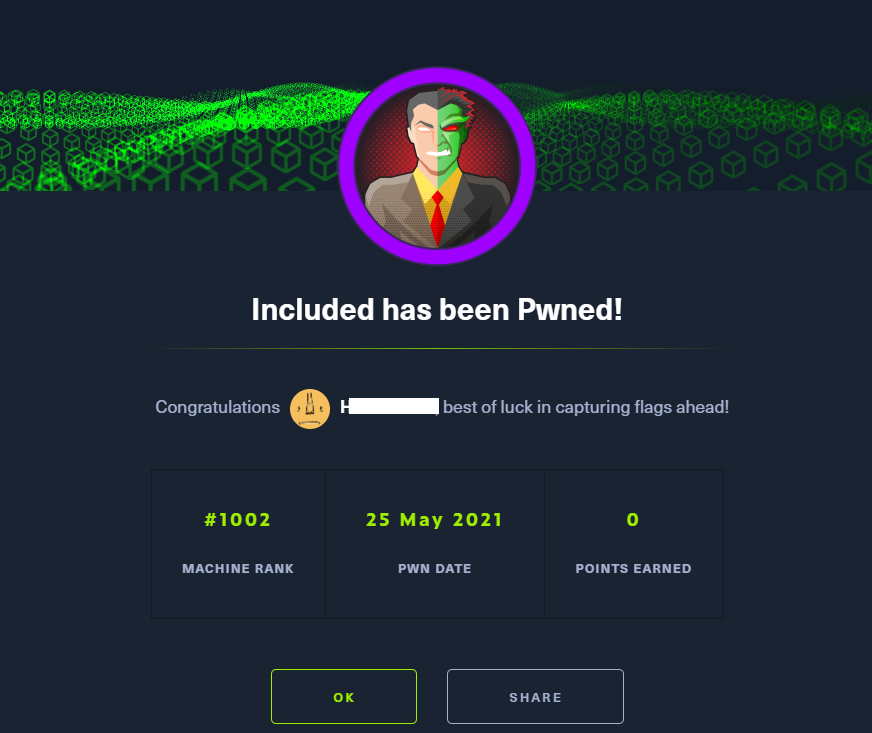 Included has been Pwned!
Congratulations H best of luck in capturing flags ahead!
#1002 25 May 2021 0
MACHINE RANK PWN DATE POINTS EARNED
OK SHARE